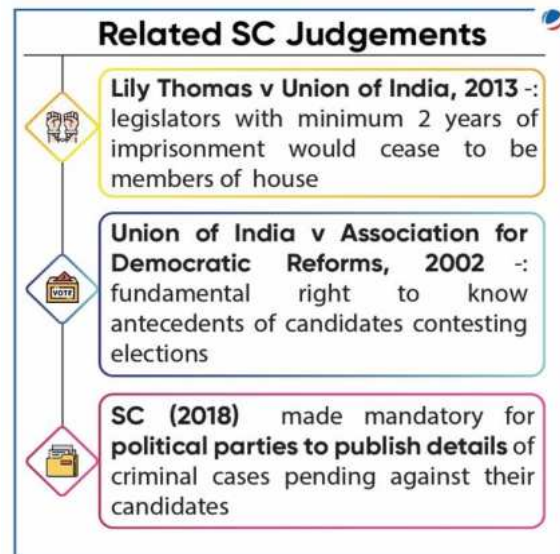 Related SC Judgements
Lily Thomas v Union of India, 2013 -:
legislators with minimum 2 years of
imprisonment would cease to be
members of house
Union of India v Association for
Democratic Reforms, 2002 -:
fundamental right to know
antecedents of candidates contesting
elections
VOTE
SC (2018) made mandatory for
political parties to publish details of
criminal cases pending against their
candidates